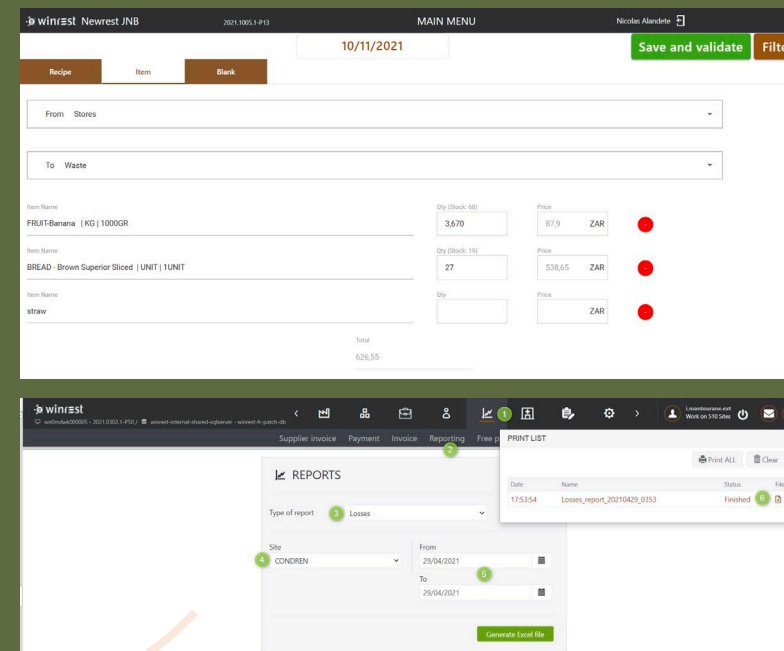 winrest Newrest JNB 2021.1005.1-P13 MAIN MENU Nicolas Alandete
10/11/2021 Save and validate
Recipe Item Blank
From Stores
To Waste
Item Name Qty (Stock: 68) Price
FRUIT-Banana | KG | 1000GR 3,670 87,9 ZAR -
Item Name Qty (Stock: 19) Price
BREAD - Brown Superior Sliced | UNIT | 1UNIT 27 538,65 ZAR -
Item Name Qty Price
straw ZAR -
Total
626,55
winrest 1 Work on 510 Sites
Supplier invoice Payment Invoice Reporting Free p
2
PRINT LIST
Print ALL Clear
Date Name Status File
17:53:54 Losses_report_20210429_0353 Finished 6
REPORTS
Type of report 3 Losses
Site From
4 CONDREN 29/04/2021
To 5
29/04/2021
Generate Excel file